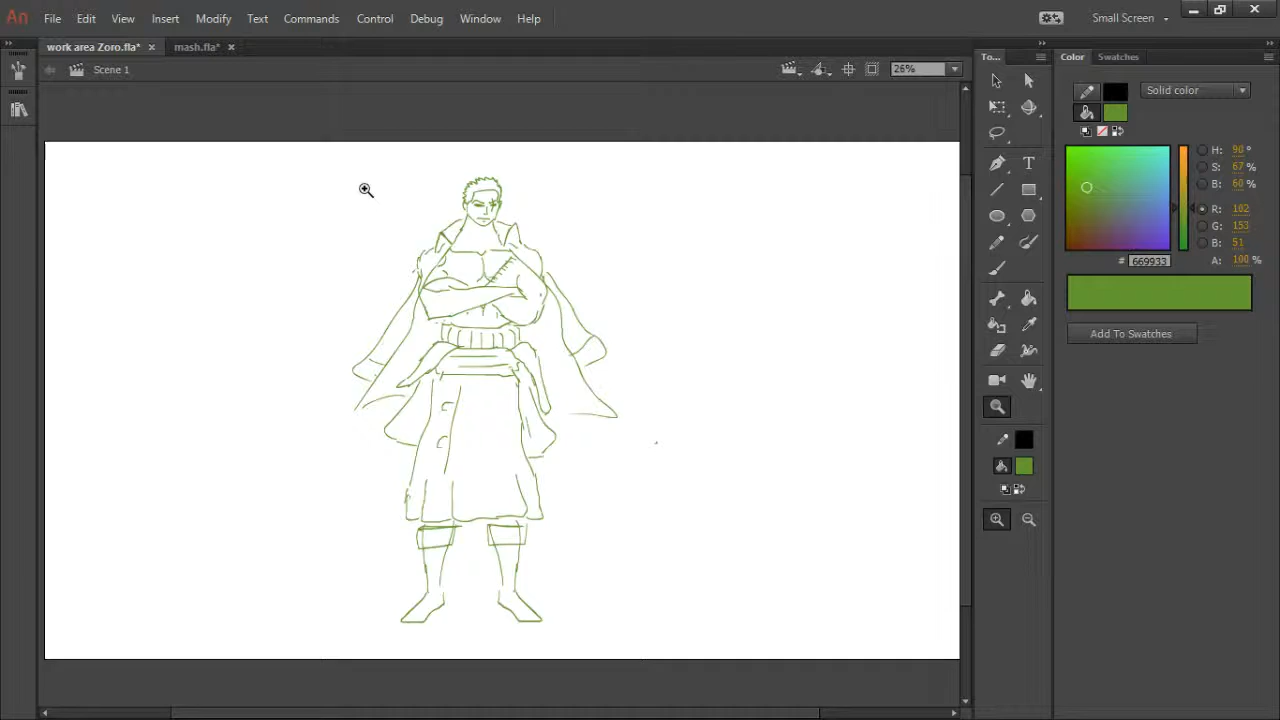 An File Edit View Insert Modify Text Commands Control Debug Window Help Small Screen
work area Zoro.fla* mash.fla*
Scene 1 26%
To... Color Swatches
Solid color
H: 90 °
S: 67 %
B: 60 %
R: 102
G: 153
B: 51
# 669933 A: 100 %
Add To Swatches